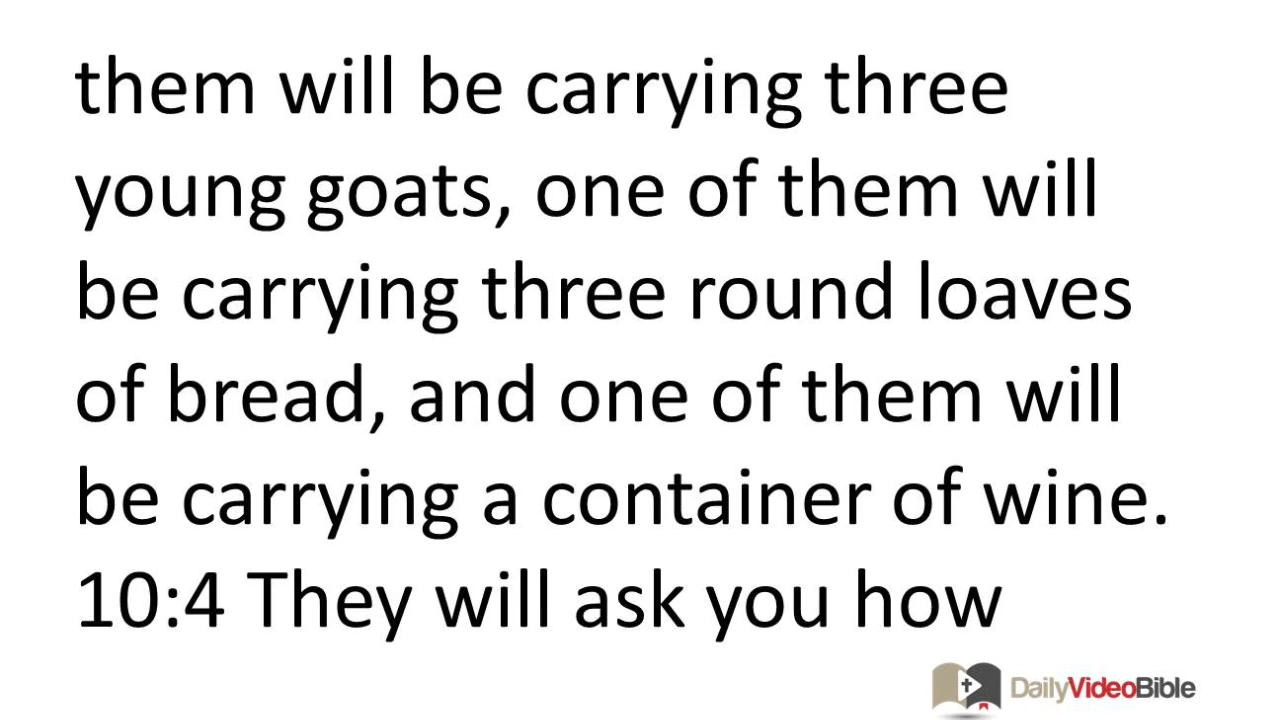 them will be carrying three
young goats, one of them will
be carrying three round loaves
of bread, and one of them will
be carrying a container of wine.
10:4 They will ask you how
DailyVideoBible